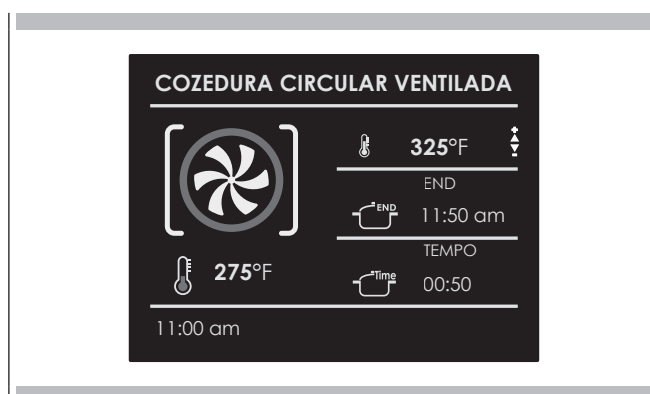 COZEDURA CIRCULAR VENTILADA
325°F
END
END 11:50 am
275°F
TEMPO
Time 00:50
11:00 am